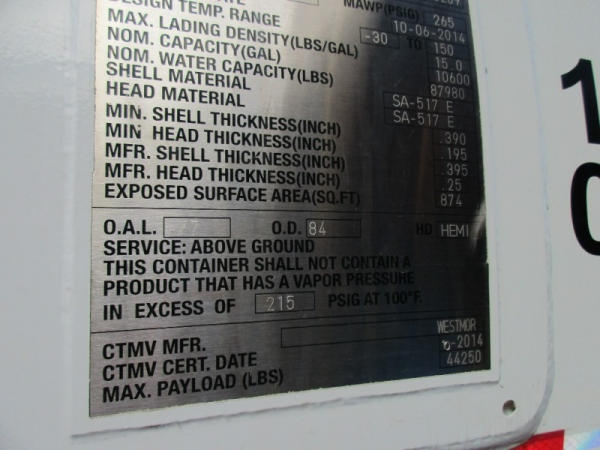 MAWP(PSIG) 265
10-06-2014
DESIGN TEMP. RANGE -30 TO 150
MAX. LADING DENSITY(LBS/GAL) 15.0
NOM. CAPACITY(GAL) 10600
NOM. WATER CAPACITY(LBS) 87980
SHELL MATERIAL SA-517 E
HEAD MATERIAL SA-517 E
MIN. SHELL THICKNESS(INCH) .390
MIN HEAD THICKNESS(INCH) .195
MFR. SHELL THICKNESS(INCH) .395
MFR. HEAD THICKNESS(INCH) .25
EXPOSED SURFACE AREA(SQ.FT) 874
O.A.L. O.D. 84 HD HEMI
SERVICE: ABOVE GROUND
THIS CONTAINER SHALL NOT CONTAIN A
PRODUCT THAT HAS A VAPOR PRESSURE
IN EXCESS OF 215 PSIG AT 100°F.
CTMV MFR. WESTMOR
CTMV CERT. DATE -2014
MAX. PAYLOAD (LBS) 44250